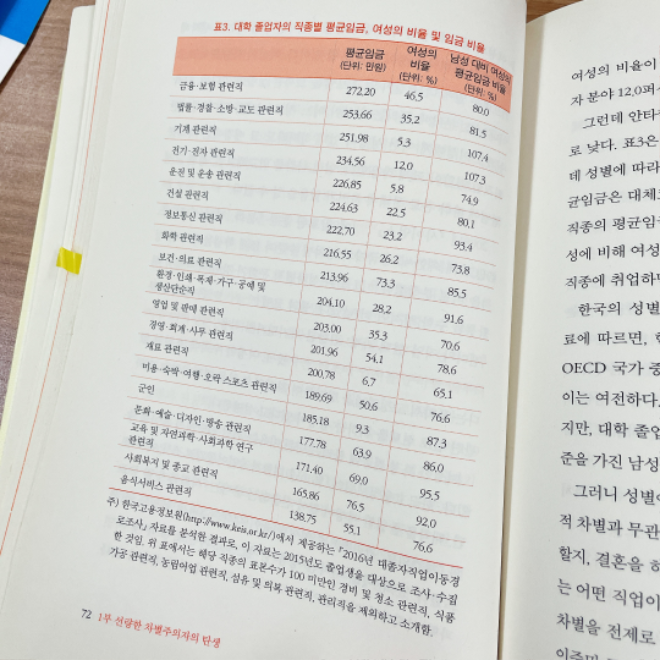 표3. 대학 졸업자의 직종별 평균임금, 여성의 비율 및 임금 비율
평균임금 (단위: 만원)
여성의 비율 (단위: %)
남성 대비 여성의 평균임금 비율 (단위: %)
금융·보험 관련직 272.20 46.5 80.0
법률·경찰·소방·교도 관련직 253.66 35.2 81.5
기계 관련직 251.98 5.3 107.4
전기·전자 관련직 234.56 12.0 107.3
운전 및 운송 관련직 226.85 5.8 74.9
건설 관련직 224.63 22.5 80.1
정보통신 관련직 222.70 23.2 93.4
화학 관련직 216.55 26.2 73.8
보건·의료 관련직 213.96 73.3 85.5
환경·인쇄·목재·가구·공예 및
생산단순직 204.10 28.2 91.6
영업 및 판매 관련직 203.00 35.3 70.6
경영·회계·사무 관련직 201.96 54.1 78.6
재료 관련직 200.78 6.7 65.1
미용·숙박·여행·오락 스포츠 관련직 189.69 50.6 76.6
군인 185.18 9.3 87.3
문화·예술·디자인·방송 관련직 177.78 63.9 86.0
교육 및 자연과학·사회과학 연구
관련직 171.40 69.0 95.5
사회복지 및 종교 관련직 165.86 76.5 92.0
음식서비스 관련직 138.75 55.1 76.6
주) 한국고용정보원(http://www.keis.or.kr/)에서 제공하는 「2016년 대졸자직업이동경
로조사」 자료를 분석한 결과로, 이 자료는 2015년도 졸업생을 대상으로 조사·수집
한 것임. 위 표에서는 해당 직종의 표본수가 100 미만인 경비 및 청소 관련직, 식품
가공 관련직, 농림어업 관련직, 섬유 및 의복 관련직, 관리직을 제외하고 소개함.
72 1부 선량한 차별주의자의 탄생
여성의 비율이
자 분야 12.0퍼
그런데 안타
로 낮다. 표3은
데 성별에 따라
균임금은 대체
직종의 평균임
성에 비해 여성
직종에 취업하
한국의 성별
료에 따르면,
OECD 국가 중
이는 여전하다.
지만, 대학 졸업
준을 가진 남성
그러니 성별
적 차별과 무관
할지, 결혼을 하
는 어떤 직업이
차별을 전제로